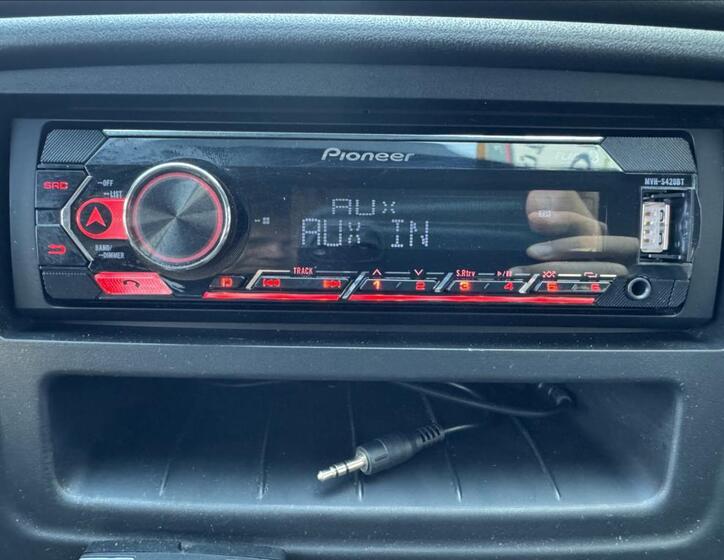 Pioneer
MVH-S420BT
SRC
OFF
LIST
BAND/
DIMMER
AUX
AUX IN
TRACK
S.Rtrv
D
1
2
3
4
5
6